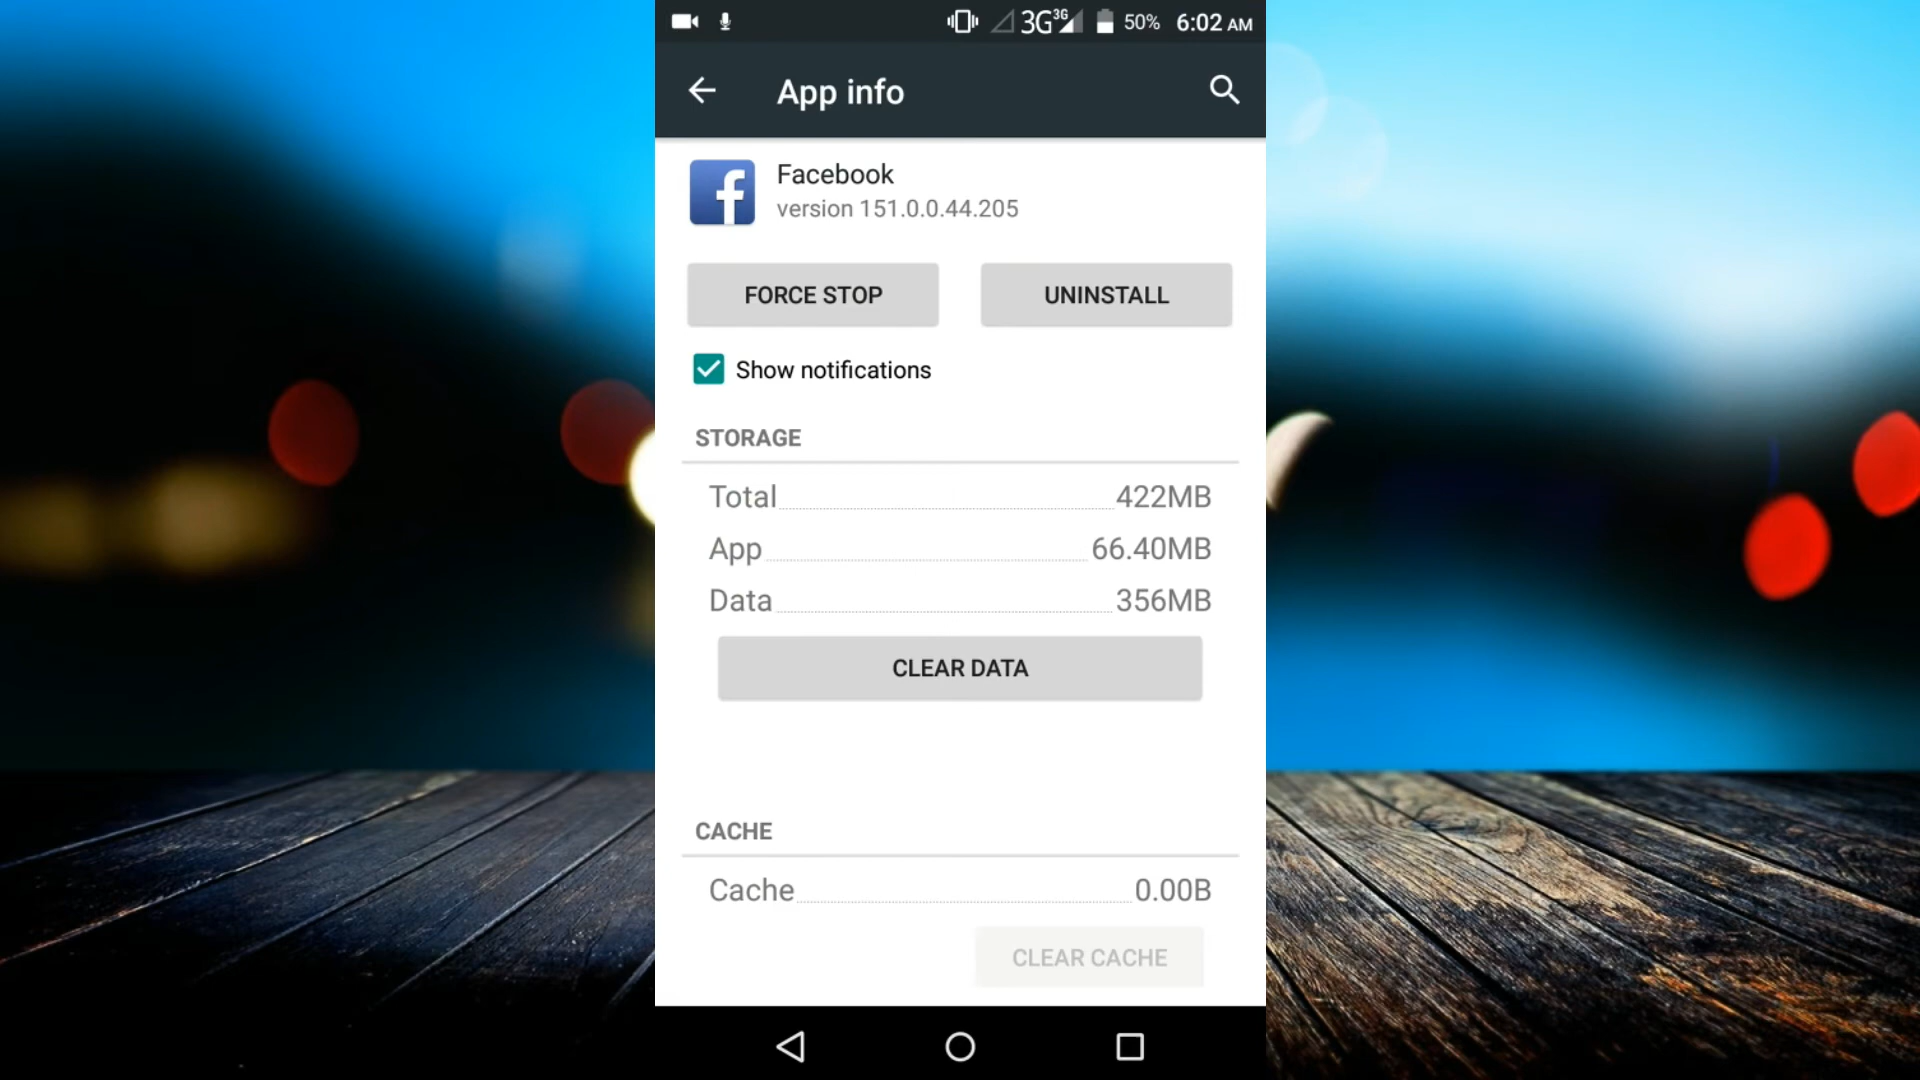 3G 3G 50% 6:02 AM
App info
Facebook
version 151.0.0.44.205
FORCE STOP UNINSTALL
Show notifications
STORAGE
Total 422MB
App 66.40MB
Data 356MB
CLEAR DATA
CACHE
Cache 0.00B
CLEAR CACHE